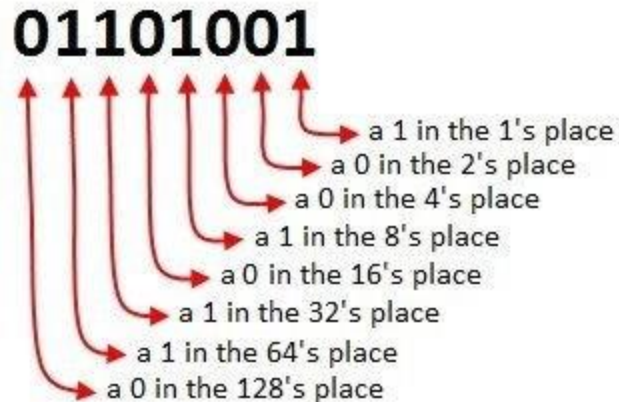 01101001
a 1 in the 1's place
a 0 in the 2's place
a 0 in the 4's place
a 1 in the 8's place
a 0 in the 16's place
a 1 in the 32's place
a 1 in the 64's place
a 0 in the 128's place